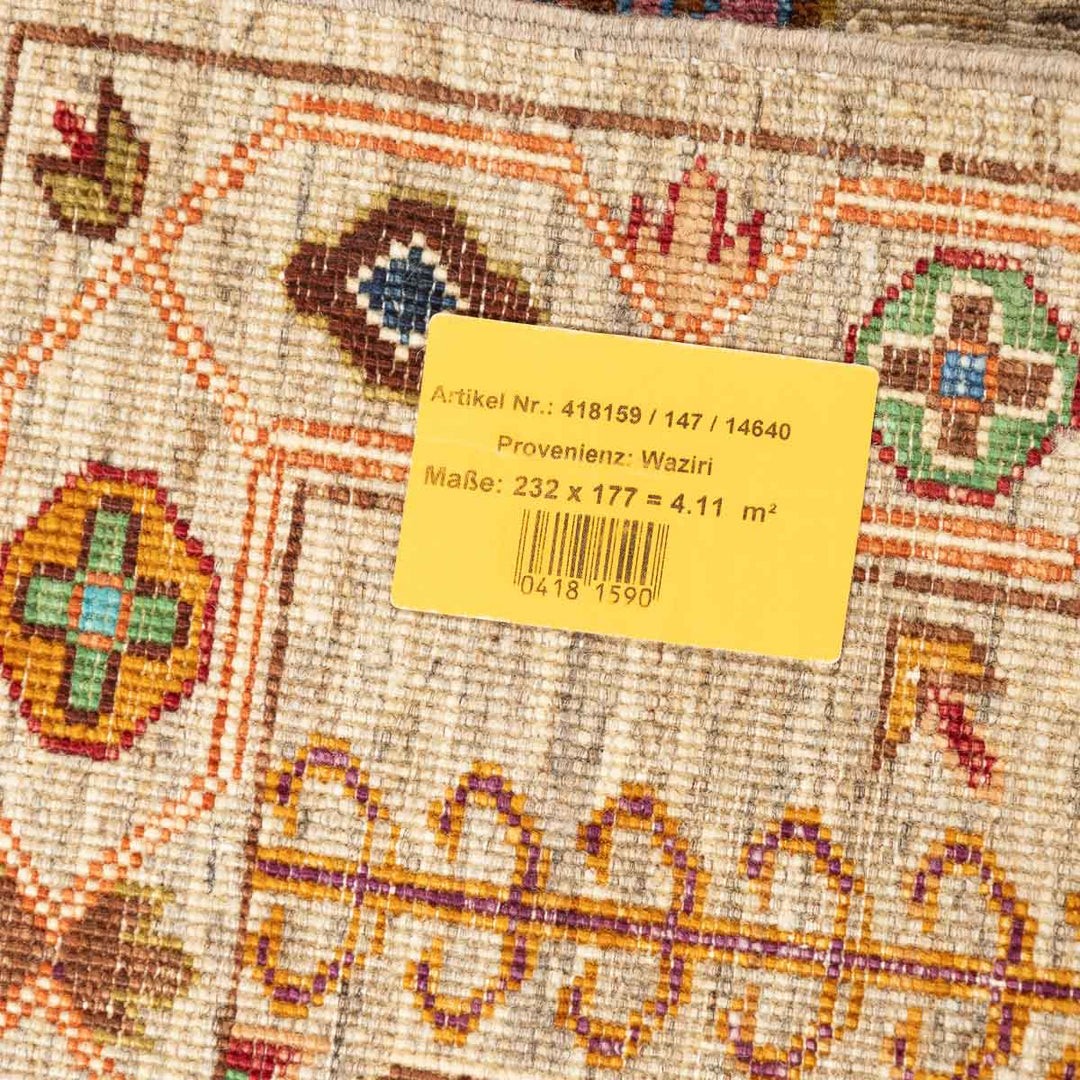 Artikel Nr.: 418159 / 147 / 14640
Provenienz: Waziri
Maße: 232 x 177 = 4.11 m²
0418 1590